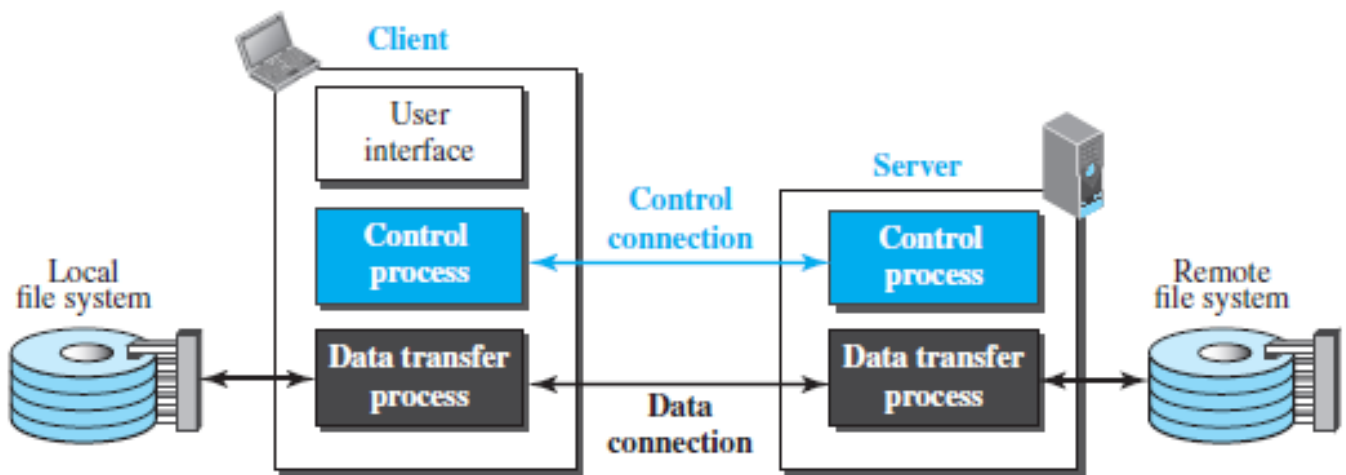 Client
User
interface
Server
Control
connection
Control
process
Control
process
Local
file system
Remote
file system
Data transfer
process
Data transfer
process
Data
connection